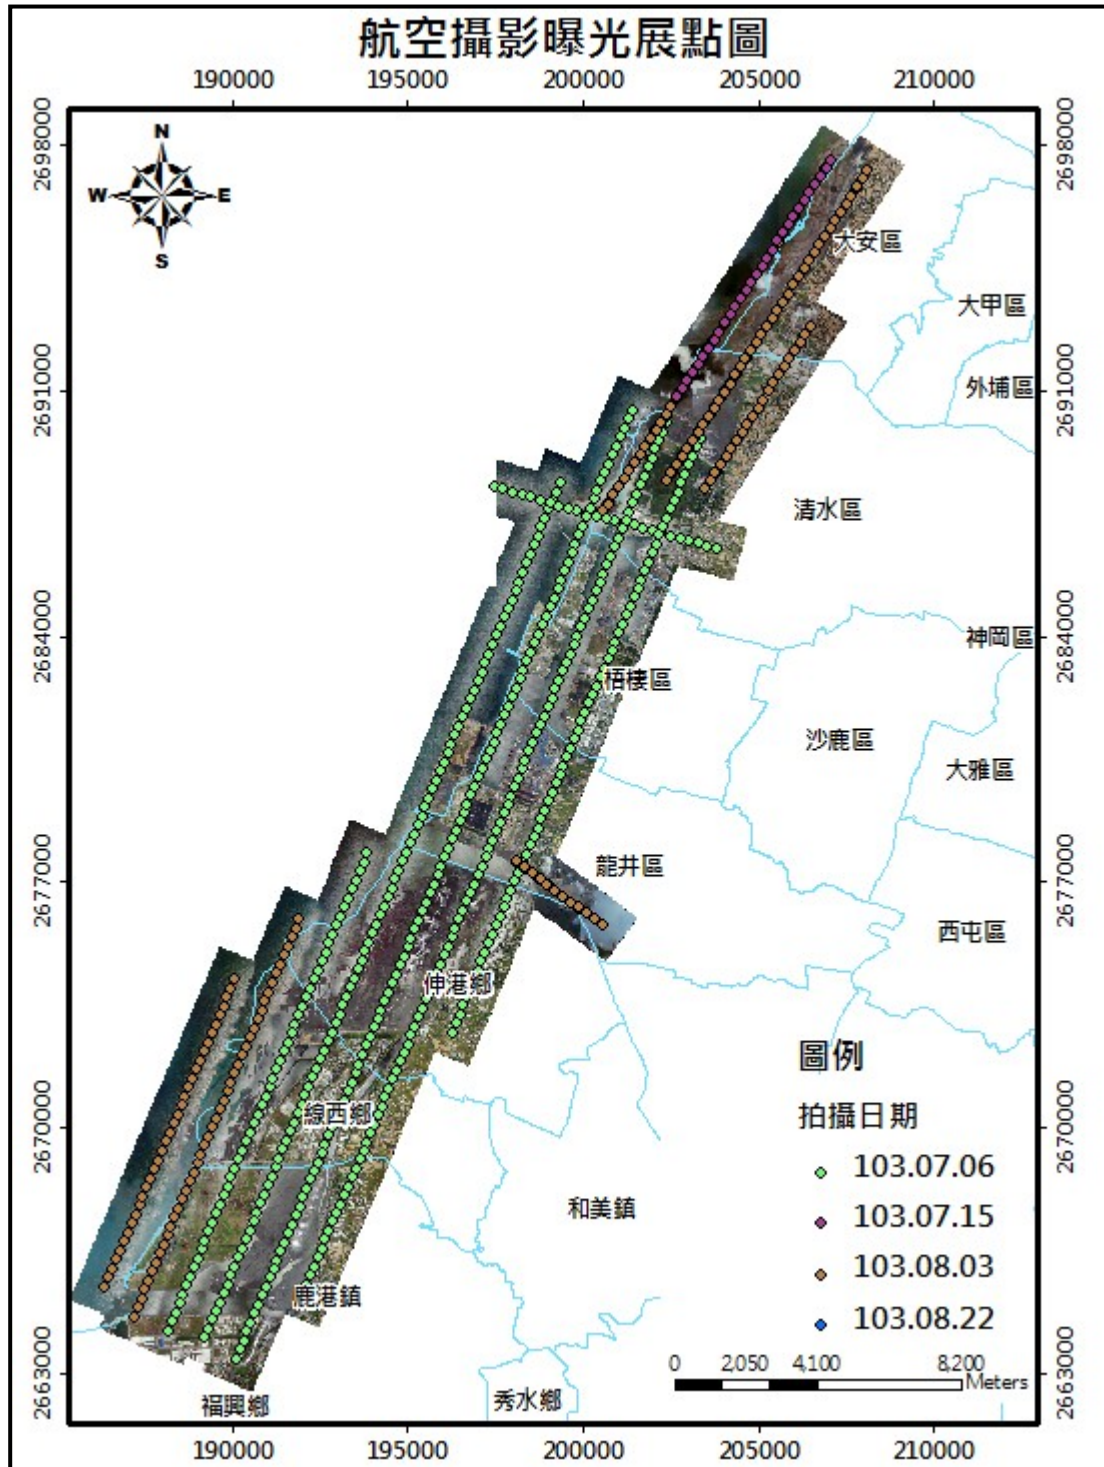 航空攝影曝光展點圖
190000 195000 200000 205000 210000
2698000 2698000
N
W E
S
大安區
大甲區
2691000 2691000
外埔區
清水區
2684000 2684000
神岡區
梧棲區
沙鹿區
大雅區
龍井區
2677000 2677000
西屯區
伸港鄉
圖例
線西鄉
拍攝日期
2670000 2670000
103.07.06
和美鎮
103.07.15
103.08.03
鹿港鎮
103.08.22
0 2,050 4,100 8,200
Meters
2663000 2663000
福興鄉 秀水鄉
190000 195000 200000 205000 210000